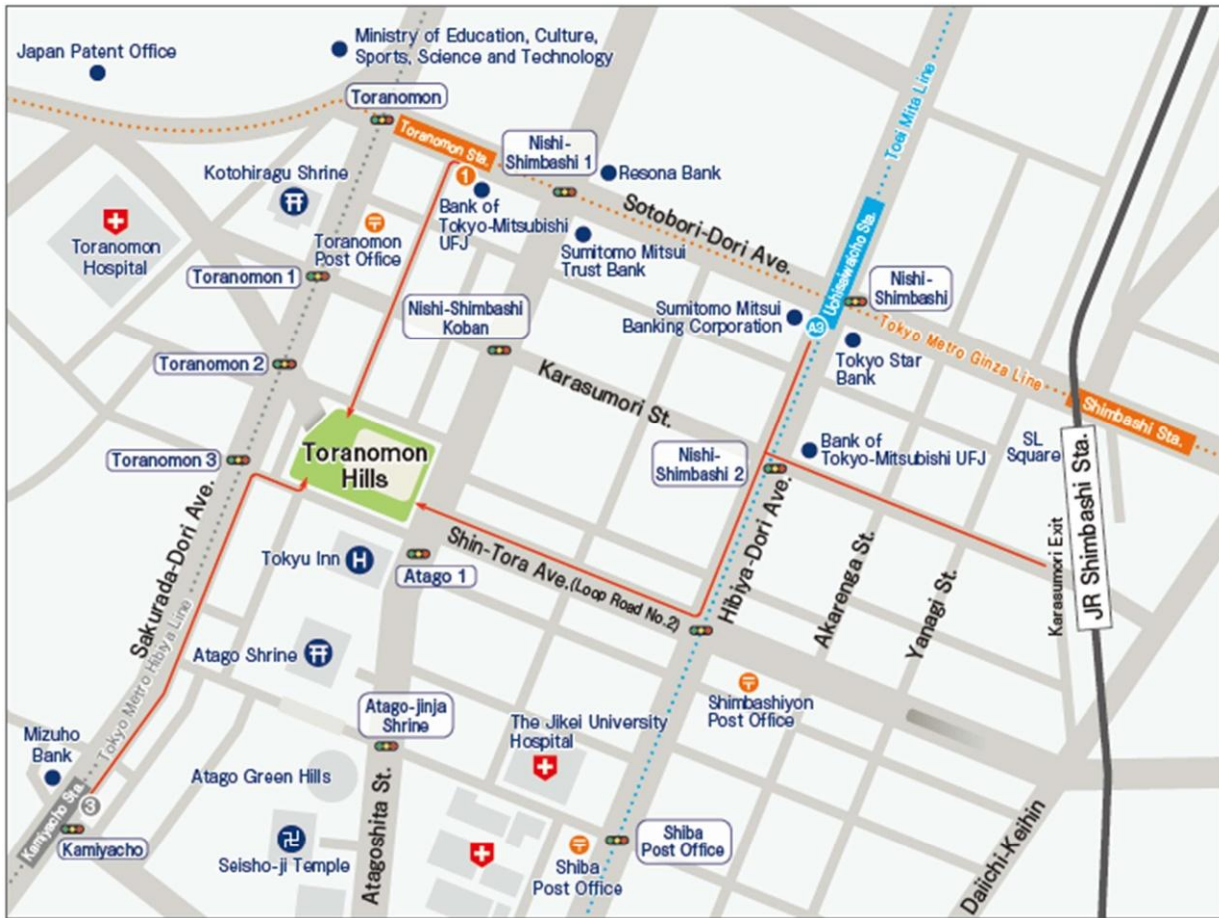 Japan Patent Office
Ministry of Education, Culture,
Sports, Science and Technology
Toranomon
Toranomon Sta.
1
Nishi-
Shimbashi 1
Resona Bank
Toei Mita Line
Kotohiragu Shrine
Bank of
Tokyo-Mitsubishi
UFJ
Sotobori-Dori Ave.
Toranomon
Hospital
Toranomon
Post Office
Sumitomo Mitsui
Trust Bank
Uchisaiwaicho Sta.
Toranomon 1
Nishi-
Shimbashi
Nishi-Shimbashi
Koban
Sumitomo Mitsui
Banking Corporation
A3
Tokyo Metro Ginza Line
Toranomon 2
Tokyo Star
Bank
Karasumori St.
Shimbashi Sta.
Toranomon 3
Toranomon
Hills
Nishi-
Shimbashi 2
Bank of
Tokyo-Mitsubishi UFJ
SL
Square
JR Shimbashi Sta.
Sakurada-Dori Ave.
Tokyu Inn
H
Atago 1
Shin-Tora Ave.(Loop Road No.2)
Hibiya-Dori Ave.
Akarenga St.
Yanagi St.
Karasumori Exit
Tokyo Metro Hibiya Line
Atago Shrine
Atago-jinja
Shrine
The Jikei University
Hospital
Shimbashiyon
Post Office
Mizuho
Bank
Atago Green Hills
Atagoshita St.
Kamiyacho Sta.
3
Kamiyacho
Seisho-ji Temple
Shiba
Post Office
Shiba
Post Office
Daiichi-Keihin